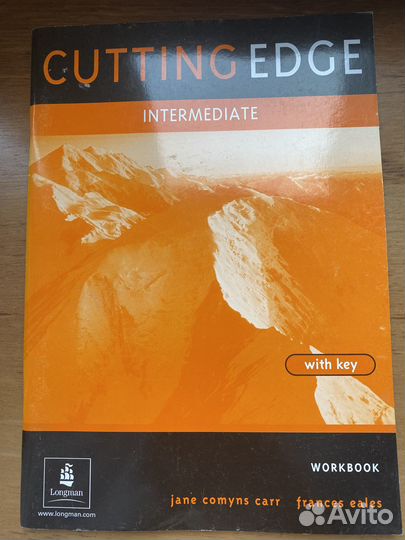 CUTTING EDGE
INTERMEDIATE
with key
WORKBOOK
Longman
jane comyns carr frances eales
www.longman.com
Avito